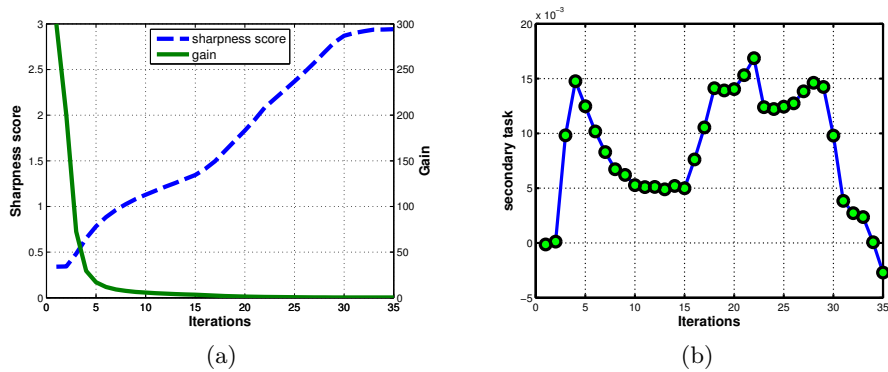 3
2.5
2
1.5
1
0.5
0
300
250
200
150
100
50
0
0 5 10 15 20 25 30 35
Sharpness score
Gain
Iterations
sharpness score
gain
(a)
x 10⁻³
20
15
10
5
0
−5
0 5 10 15 20 25 30 35
secondary task
Iterations
(b)